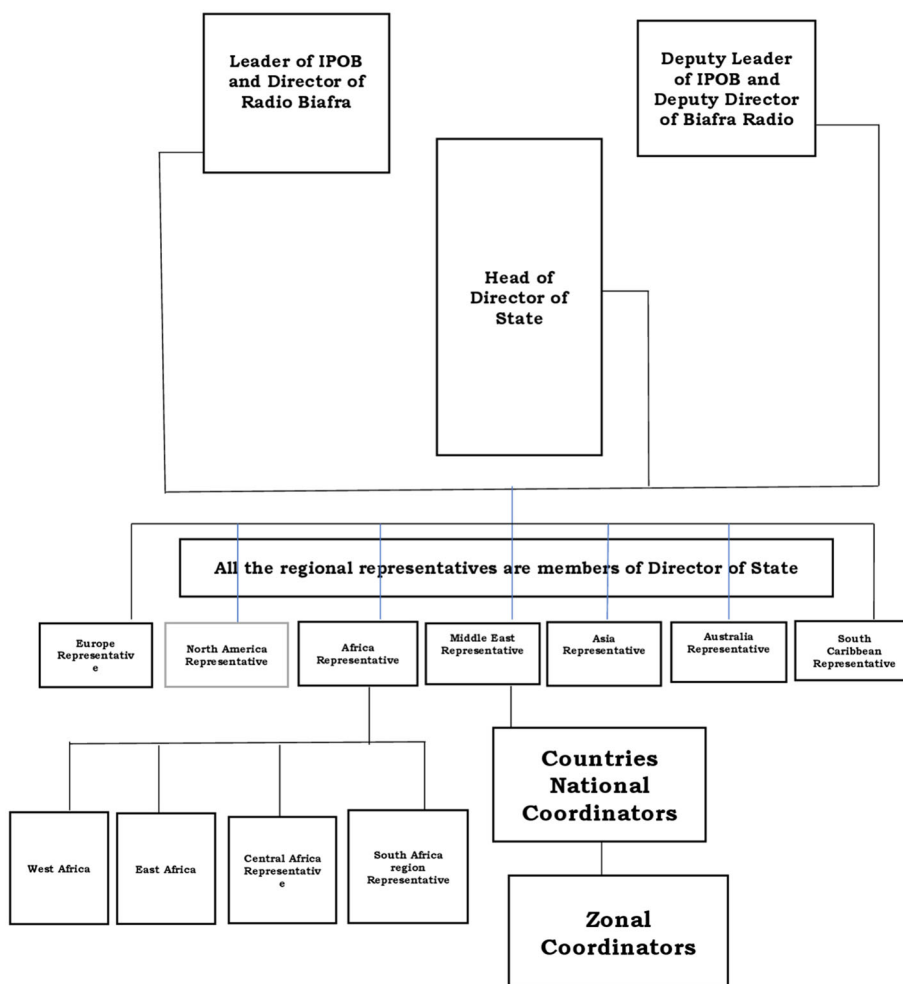 Leader of IPOB
and Director of
Radio Biafra
Deputy Leader
of IPOB and
Deputy Director
of Biafra Radio
Head of
Director of
State
All the regional representatives are members of Director of State
Europe
Representativ
e
North America
Representative
Africa
Representative
Middle East
Representative
Asia
Representative
Australia
Representative
South
Caribbean
Representative
Countries
National
Coordinators
West Africa
East Africa
Central Africa
Representativ
e
South Africa
region
Representative
Zonal
Coordinators